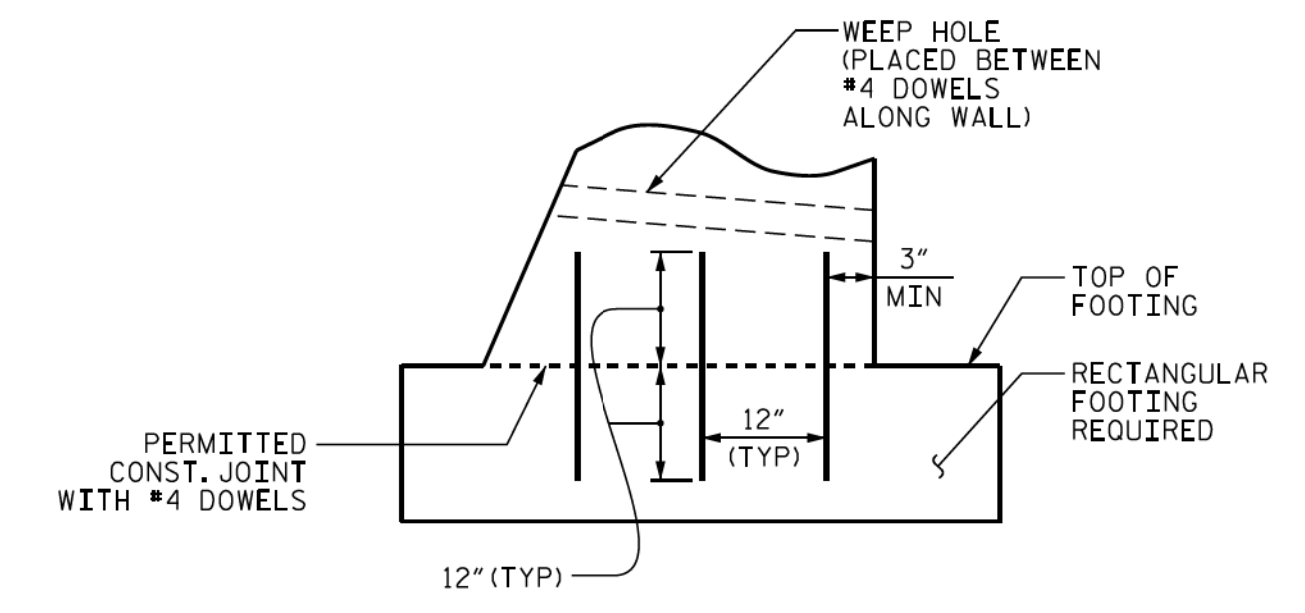 WEEP HOLE
(PLACED BETWEEN
#4 DOWELS
ALONG WALL)
3"
MIN
TOP OF
FOOTING
RECTANGULAR
FOOTING
REQUIRED
12"
(TYP)
PERMITTED
CONST. JOINT
WITH #4 DOWELS
12" (TYP)